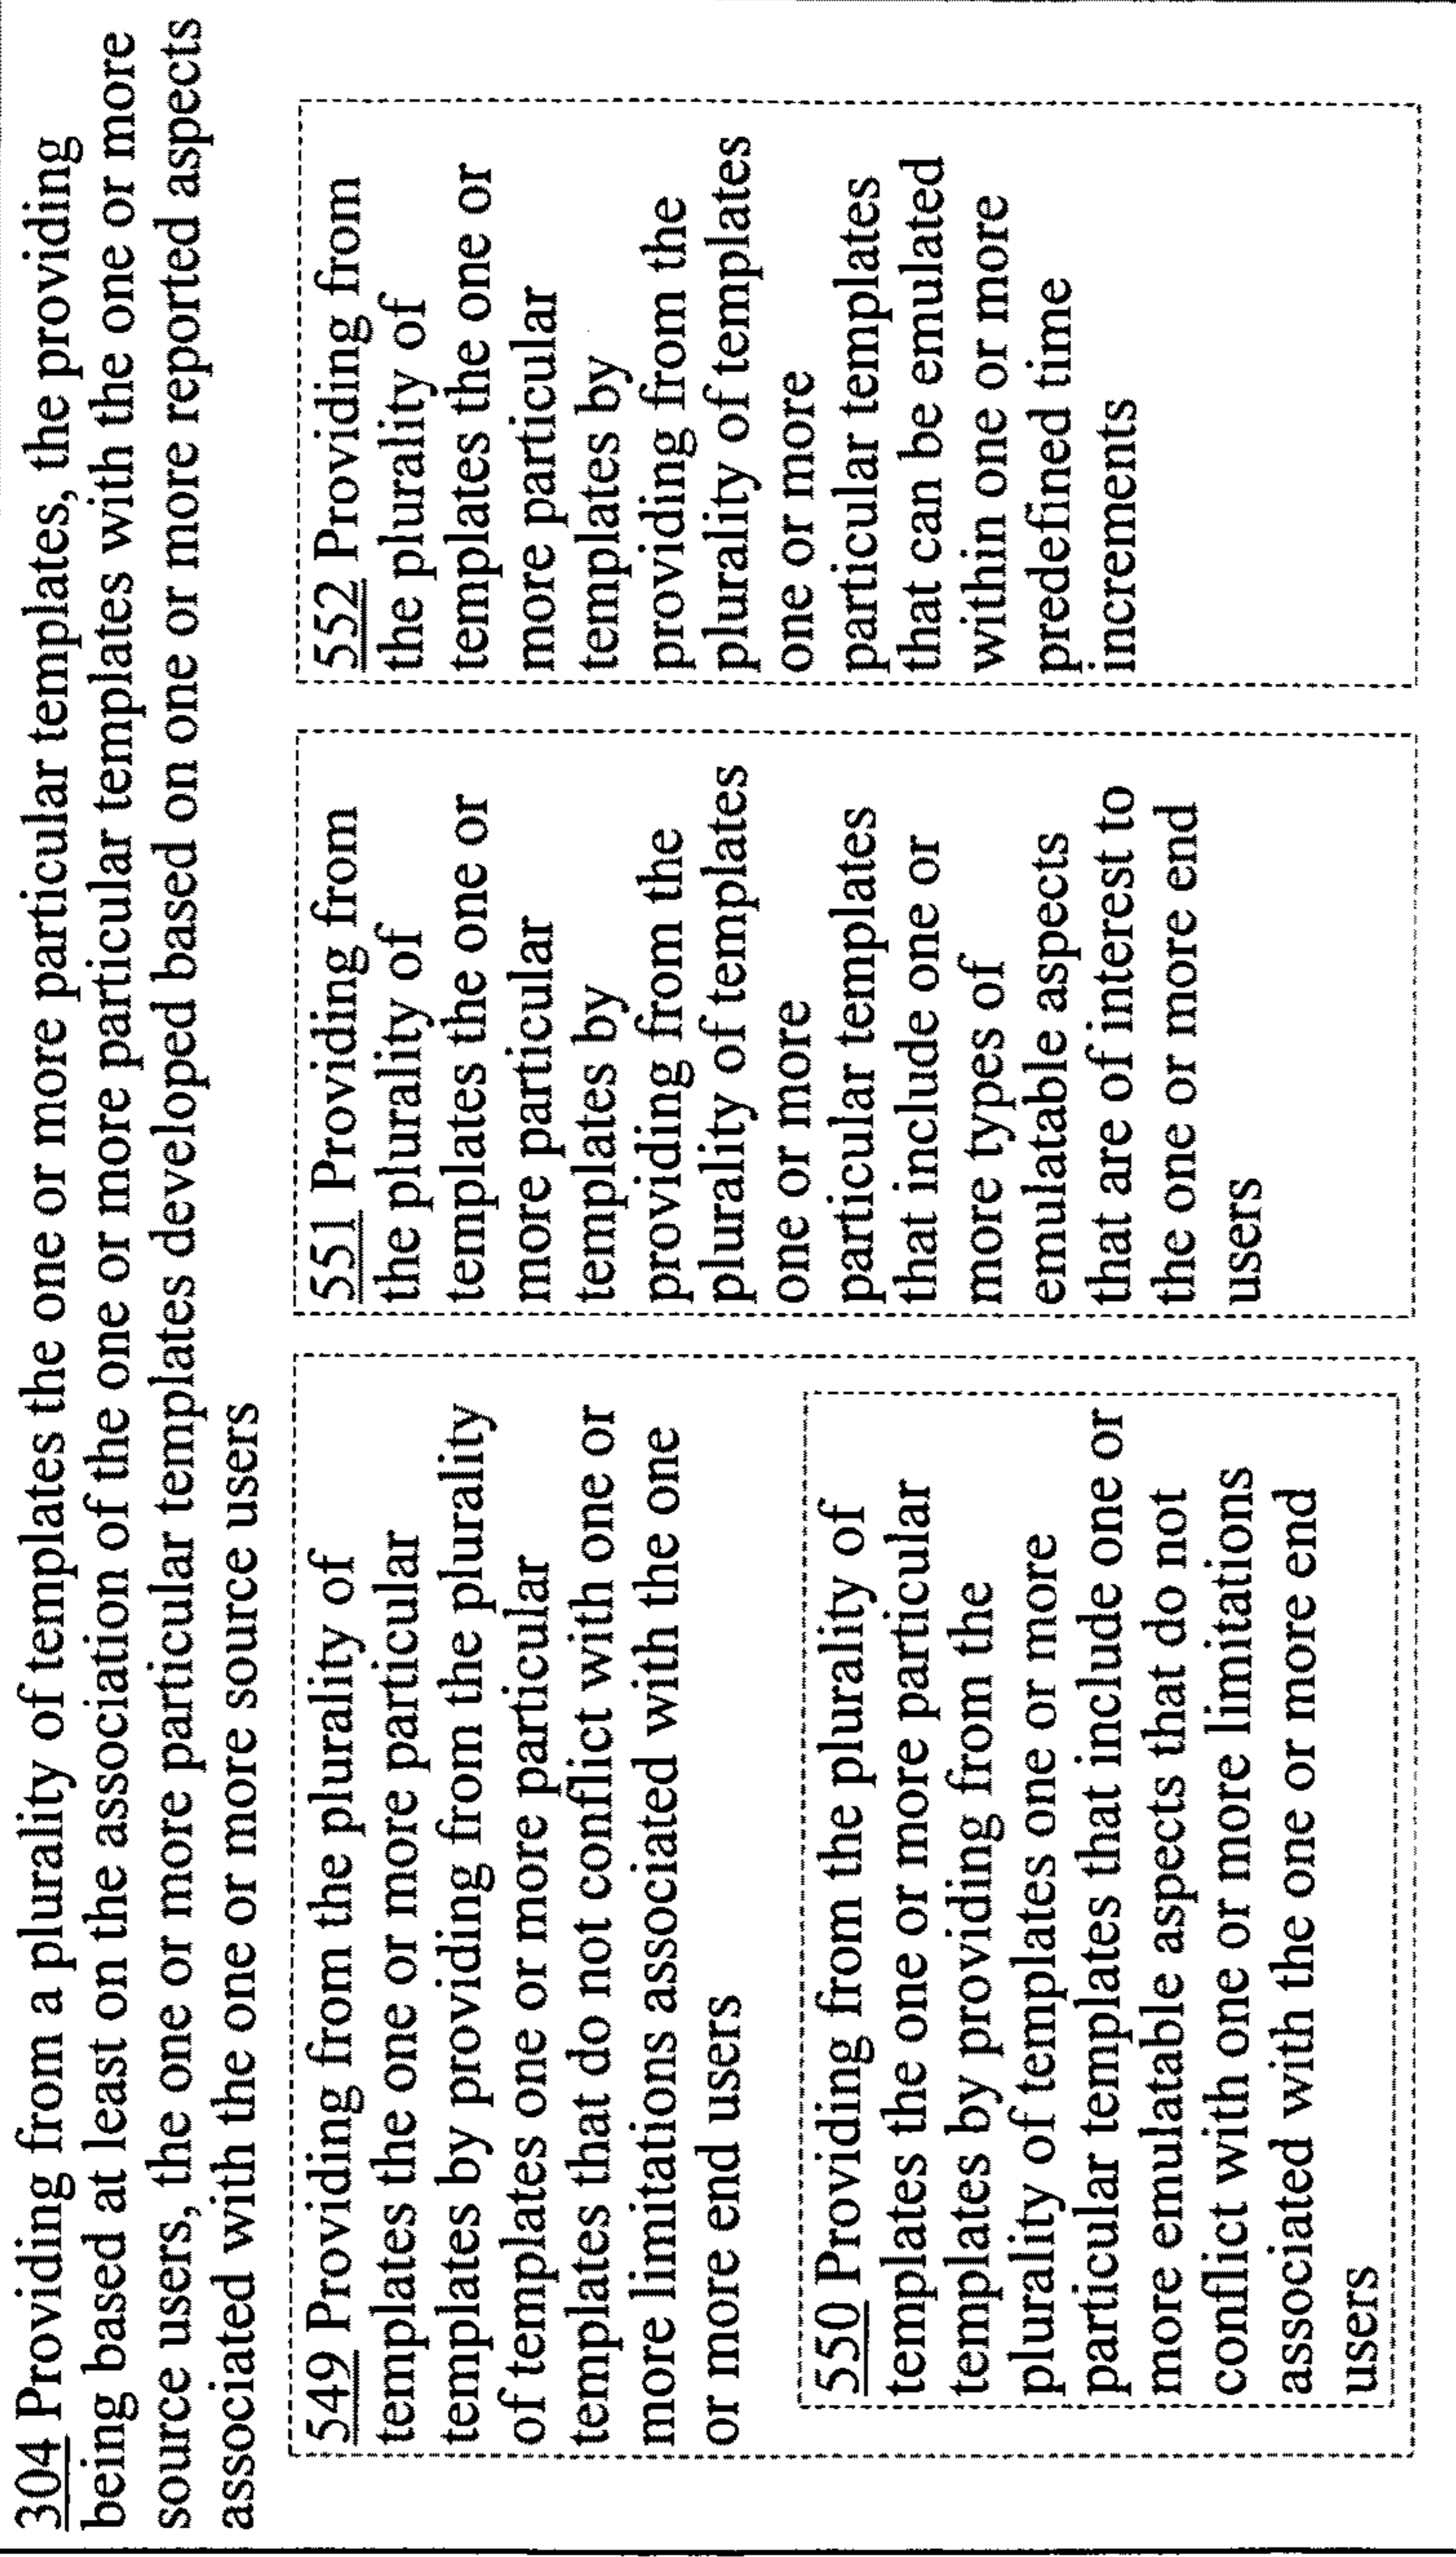 304 Providing from a plurality of templates the one or more particular templates, the providing
being based at least on the association of the one or more particular templates with the one or more
source users, the one or more particular templates developed based on one or more reported aspects
associated with the one or more source users
549 Providing from the plurality of
templates the one or more particular
templates by providing from the plurality
of templates one or more particular
templates that do not conflict with one or
more limitations associated with the one
or more end users
550 Providing from the plurality of
templates the one or more particular
templates by providing from the
plurality of templates one or more
particular templates that include one or
more emulatable aspects that do not
conflict with one or more limitations
associated with the one or more end
users
551 Providing from
the plurality of
templates the one or
more particular
templates by
providing from the
plurality of templates
one or more
particular templates
that include one or
more types of
emulatable aspects
that are of interest to
the one or more end
users
552 Providing from
the plurality of
templates the one or
more particular
templates by
providing from the
plurality of templates
one or more
particular templates
that can be emulated
within one or more
predefined time
increments